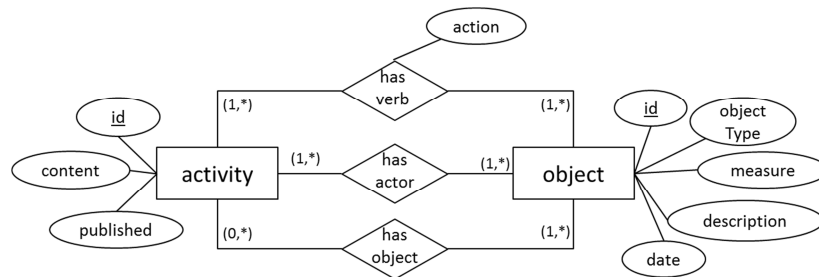 action
has
verb
(1,*)
(1,*)
id
id
object
Type
content
activity
(1,*)
has
actor
(1,*)
object
measure
published
(0,*)
has
object
(1,*)
description
date